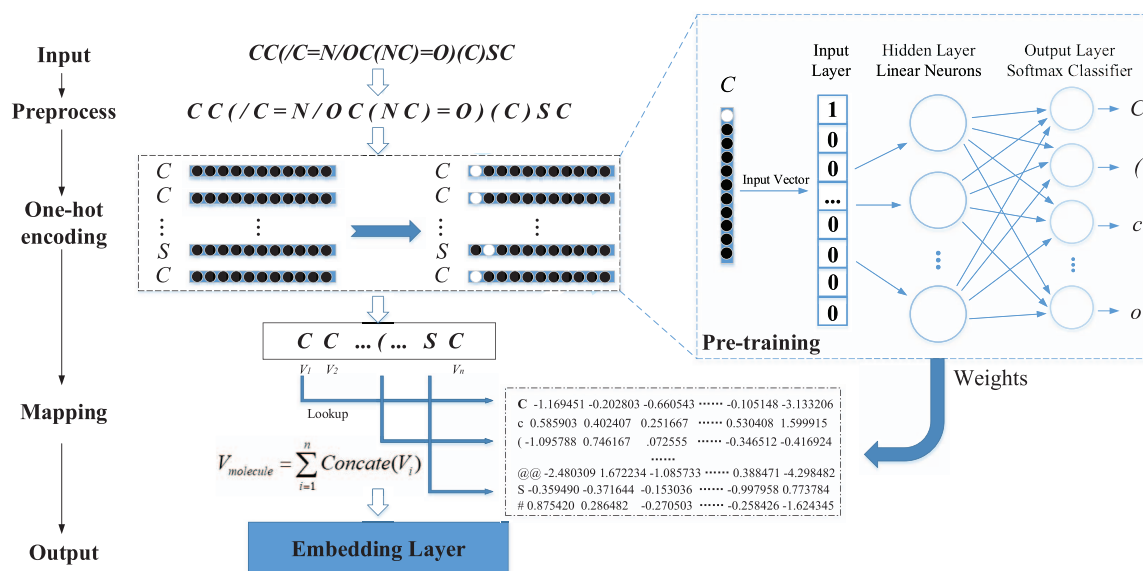 Input
Preprocess
One-hot
encoding
Mapping
Output
CC(/C=N/OC(NC)=O)(C)SC
C C ( / C = N / O C ( N C ) = O ) ( C ) S C
C
C
⋮
S
C
⋮
C
C
⋮
S
C
⋮
C C ... ( ... S C
V1 V2 Vn
Lookup
Vmolecule = ∑_{i=1}^{n} Concate(Vi)
Embedding Layer
C -1.169451 -0.202803 -0.660543 ······ -0.105148 -3.133206
c 0.585903 0.402407 0.251667 ······ 0.530408 1.599915
( -1.095788 0.746167 .072555 ······ -0.346512 -0.416924
······
@@ -2.480309 1.672234 -1.085733 ······ 0.388471 -4.298482
S -0.359490 -0.371644 -0.153036 ······ -0.997958 0.773784
# 0.875420 0.286482 -0.270503 ······ -0.258426 -1.624345
C
Input Vector
Input
Layer
1
0
0
...
0
0
0
0
Hidden Layer
Linear Neurons
⋮
Output Layer
Softmax Classifier
⋮
C
(
c
o
Pre-training
Weights